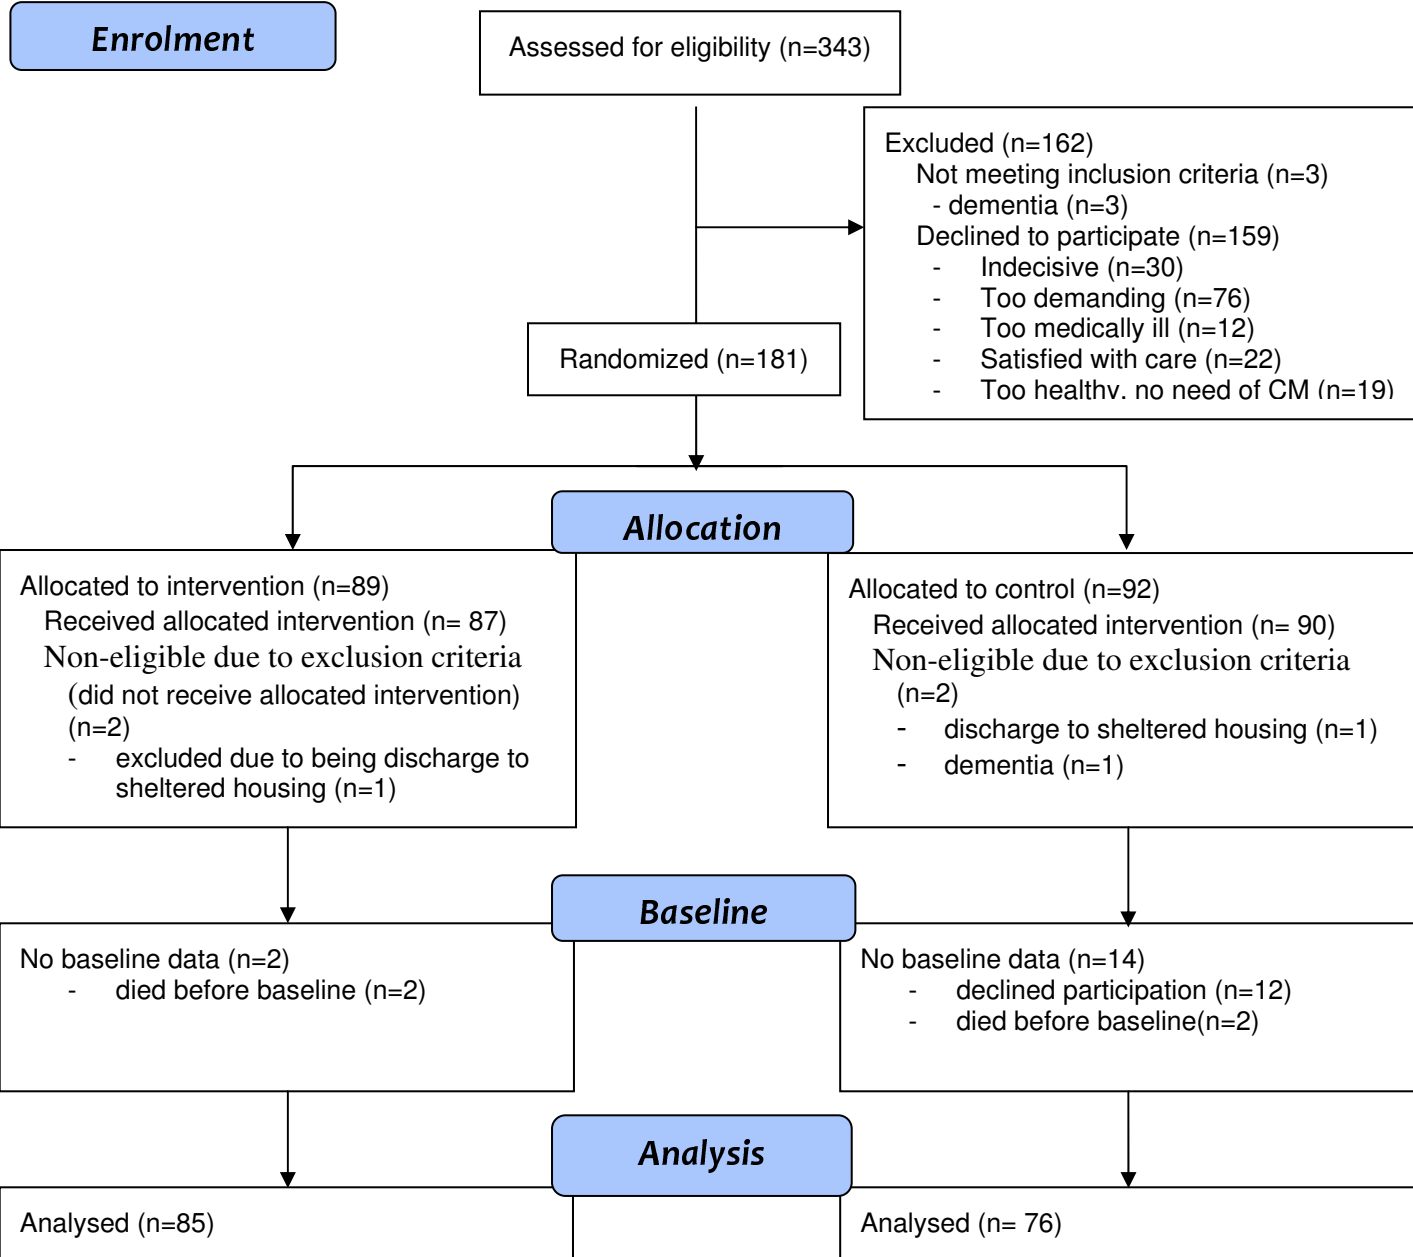 Enrolment
Assessed for eligibility (n=343)
Excluded (n=162)
Not meeting inclusion criteria (n=3)
- dementia (n=3)
Declined to participate (n=159)
- Indecisive (n=30)
- Too demanding (n=76)
- Too medically ill (n=12)
- Satisfied with care (n=22)
- Too healthy, no need of CM (n=19)
Randomized (n=181)
Allocation
Allocated to intervention (n=89)
Received allocated intervention (n= 87)
Non-eligible due to exclusion criteria
(did not receive allocated intervention)
(n=2)
- excluded due to being discharge to
sheltered housing (n=1)
Allocated to control (n=92)
Received allocated intervention (n= 90)
Non-eligible due to exclusion criteria
(n=2)
- discharge to sheltered housing (n=1)
- dementia (n=1)
Baseline
No baseline data (n=2)
- died before baseline (n=2)
No baseline data (n=14)
- declined participation (n=12)
- died before baseline(n=2)
Analysis
Analysed (n=85)
Analysed (n= 76)